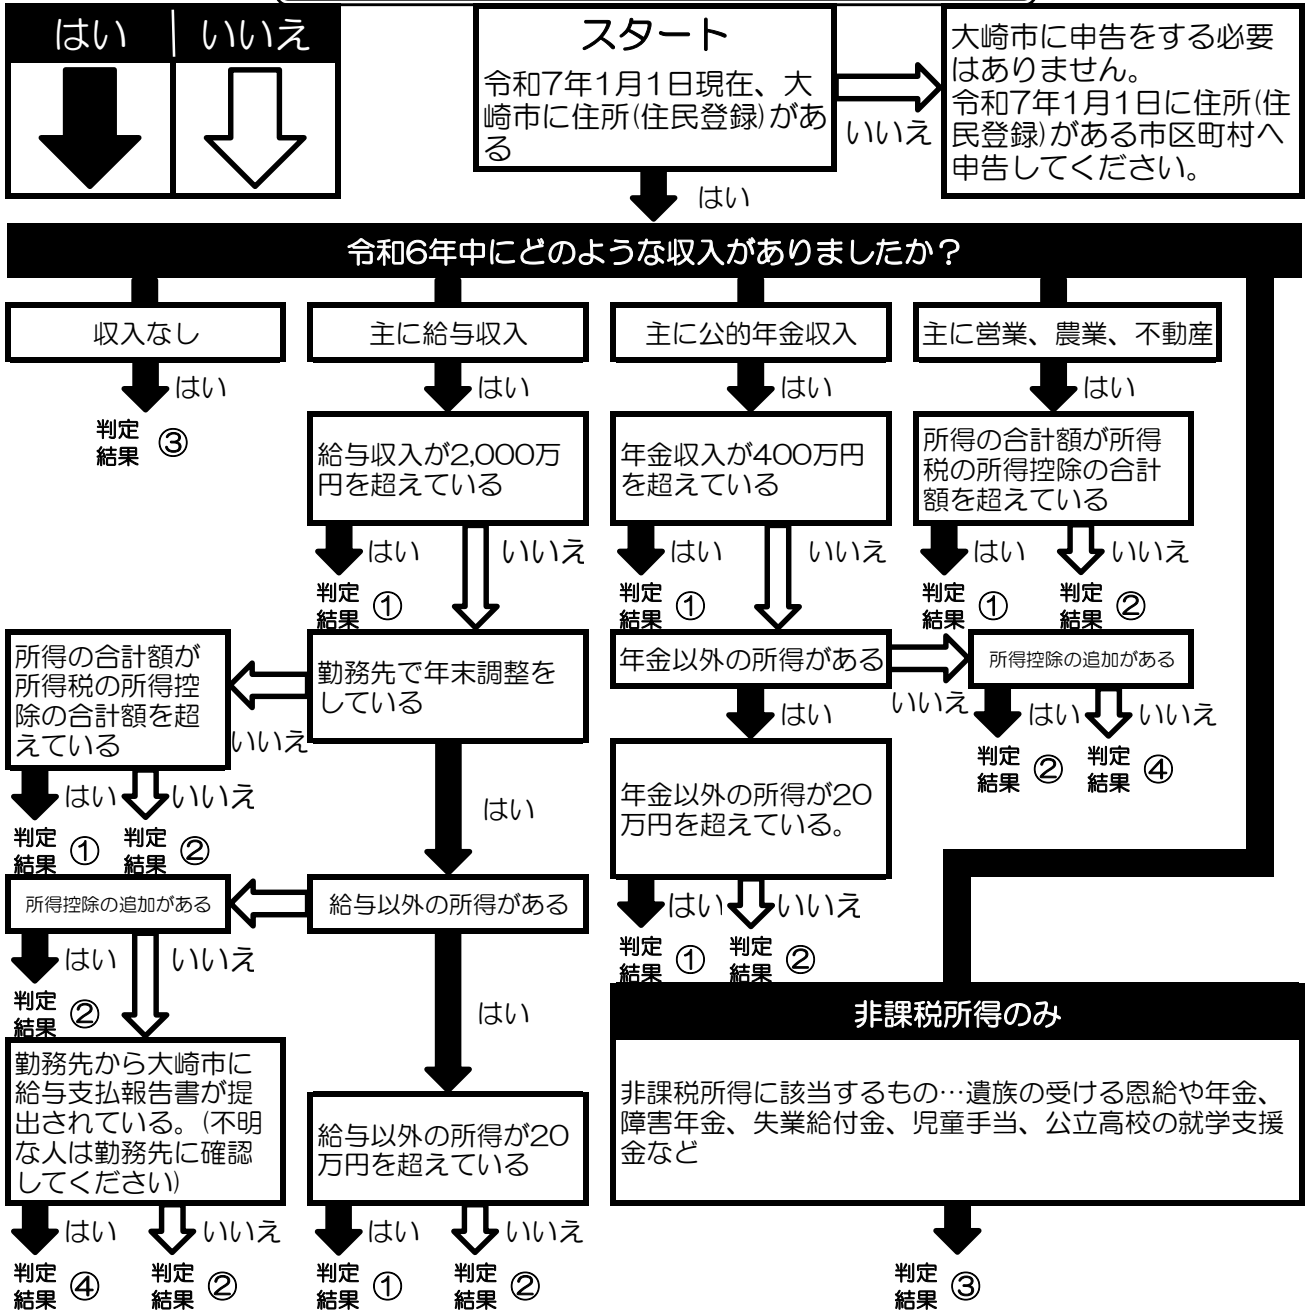 はい
いいえ
スタート
令和7年1月1日現在、大
崎市に住所(住民登録)があ
る
いいえ
大崎市に申告をする必要
はありません。
令和7年1月1日に住所(住
民登録)がある市区町村へ
申告してください。
はい
令和6年中にどのような収入がありましたか？
収入なし
はい
判定
結果 ③
主に給与収入
はい
給与収入が2,000万
円を超えている
はい
いいえ
判定
結果 ①
主に公的年金収入
はい
年金収入が400万円
を超えている
はい
いいえ
判定
結果 ①
主に営業、農業、不動産
はい
所得の合計額が所得
税の所得控除の合計
額を超えている
はい
いいえ
判定
結果 ①
判定
結果 ②
所得の合計額が
所得税の所得控
除の合計額を超
えている
いいえ
はい
いいえ
判定
結果 ①
判定
結果 ②
勤務先で年末調整を
している
はい
年金以外の所得がある
いいえ
はい
所得控除の追加がある
はい
いいえ
判定
結果 ②
判定
結果 ④
年金以外の所得が20
万円を超えている。
はい
いいえ
判定
結果 ①
判定
結果 ②
所得控除の追加がある
はい
いいえ
判定
結果 ②
給与以外の所得がある
はい
勤務先から大崎市に
給与支払報告書が提
出されている。(不明
な人は勤務先に確認
してください)
はい
いいえ
判定
結果 ④
判定
結果 ②
給与以外の所得が20
万円を超えている
はい
いいえ
判定
結果 ①
判定
結果 ②
非課税所得のみ
非課税所得に該当するもの…遺族の受ける恩給や年金、
障害年金、失業給付金、児童手当、公立高校の就学支援
金など
判定
結果 ③